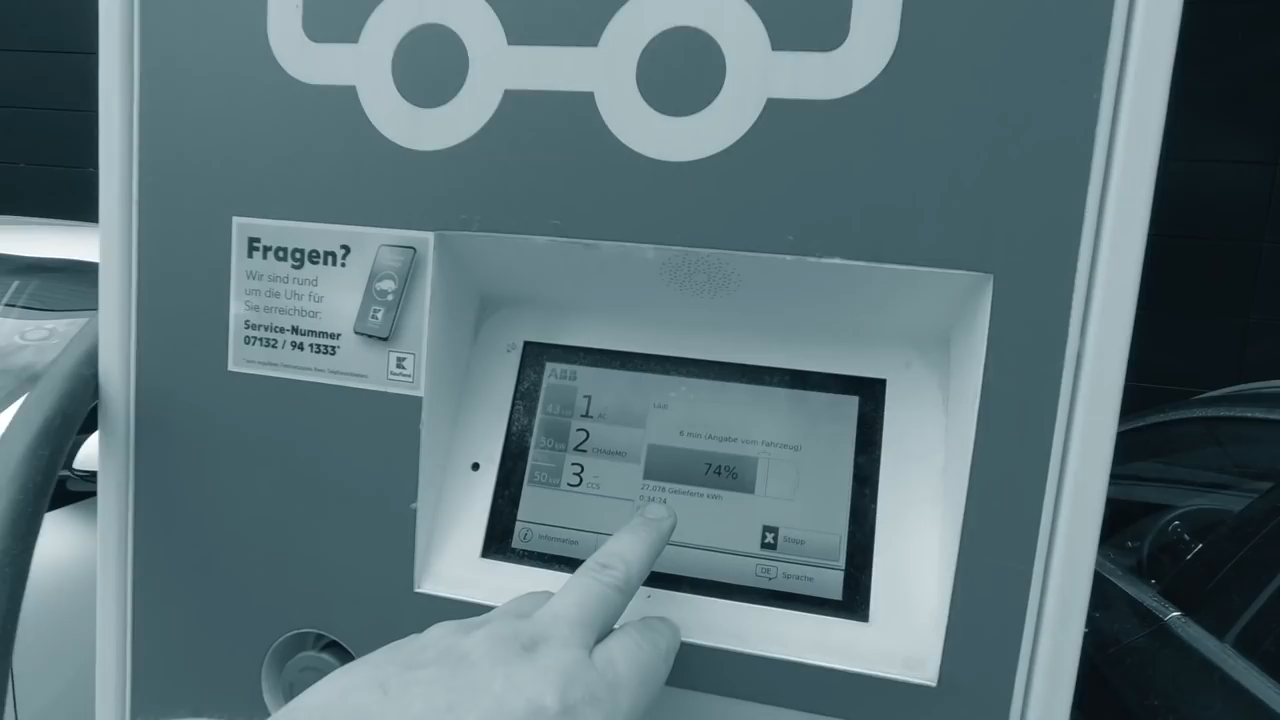 Fragen?
Wir sind rund
um die Uhr für
Sie erreichbar:
Service-Nummer
07132 / 94 1333*
Kaufland
ABB
43 kW 1 AC
50 kW 2 CHAdeMO
50 kW 3 CCS
Lädt
6 min (Angabe vom Fahrzeug)
74%
27,078 Gelieferte kWh
0:34:74
Stopp
Information
DE Sprache